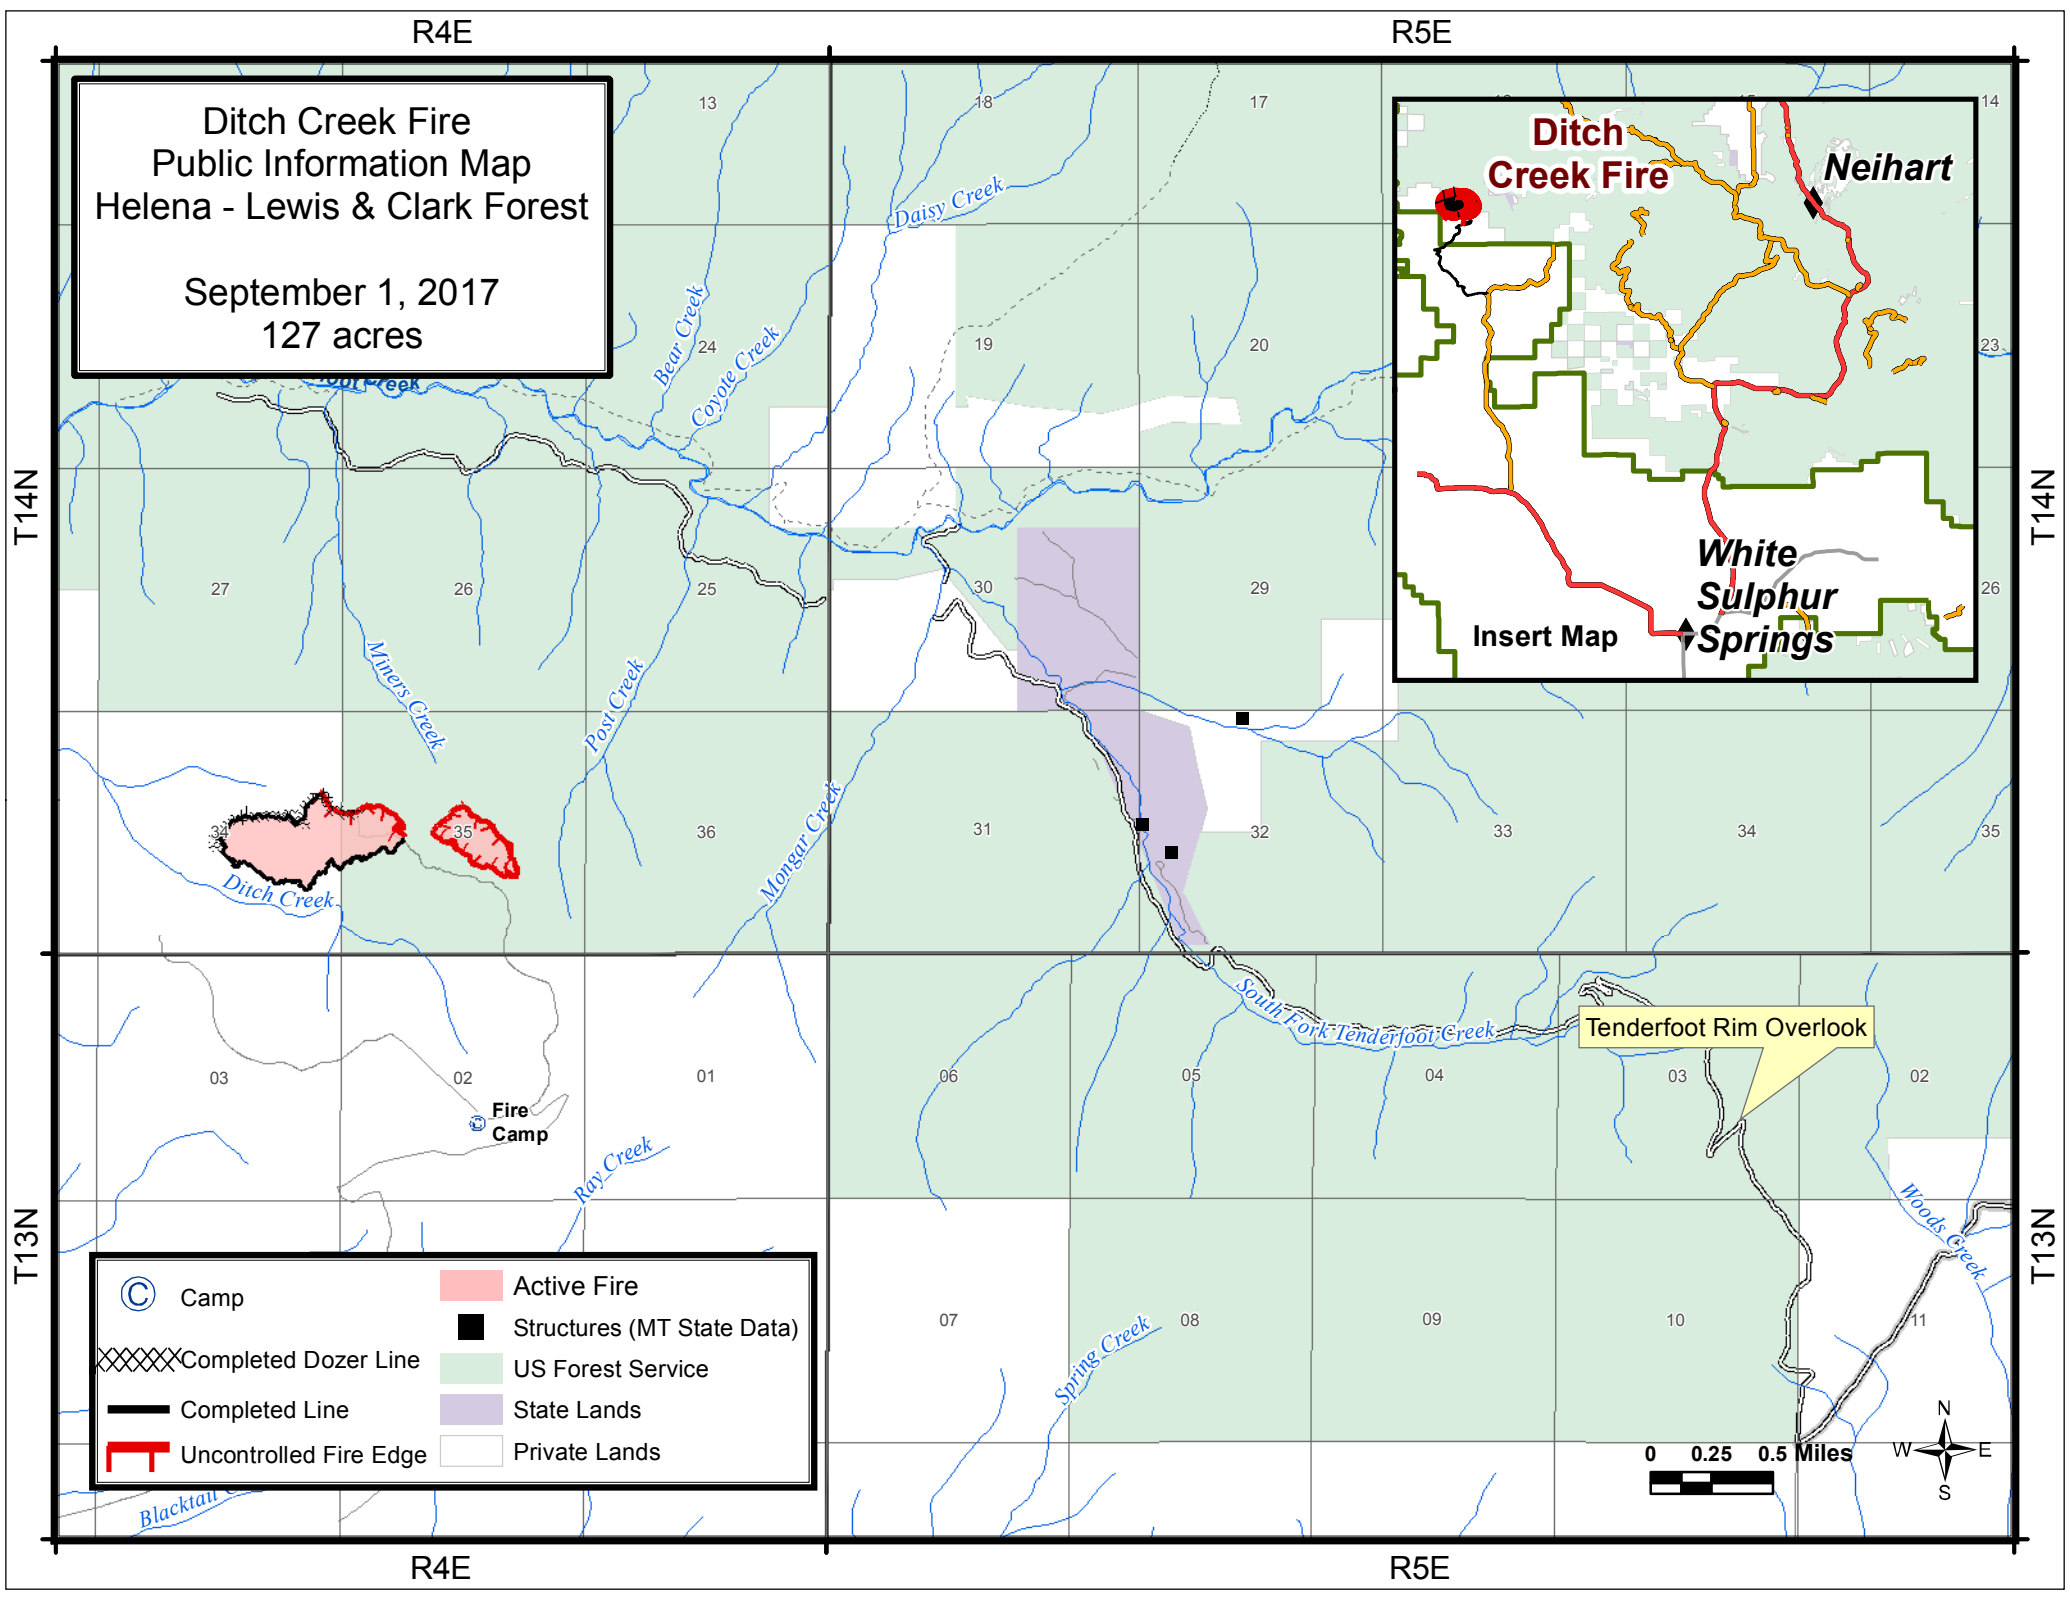 R4E
R5E
Ditch Creek Fire
Public Information Map
Helena - Lewis & Clark Forest
September 1, 2017
127 acres
13
18
17
14
Ditch
Creek Fire
Neihart
White
Sulphur
Springs
Insert Map
Daisy Creek
Bear Creek
Coyote Creek
24
19
20
23
Creek
T14N
T14N
27
26
25
30
29
26
Miners Creek
Post Creek
Mongar Creek
34
35
36
31
32
33
34
35
Ditch Creek
South Fork Tenderfoot Creek
Tenderfoot Rim Overlook
03
02
01
06
05
04
03
02
Fire
Camp
Ray Creek
Woods Creek
T13N
T13N
07
08
09
10
11
Spring Creek
Camp
Completed Dozer Line
Completed Line
Uncontrolled Fire Edge
Active Fire
Structures (MT State Data)
US Forest Service
State Lands
Private Lands
Blacktail
0 0.25 0.5 Miles
N
W E
S
R4E
R5E